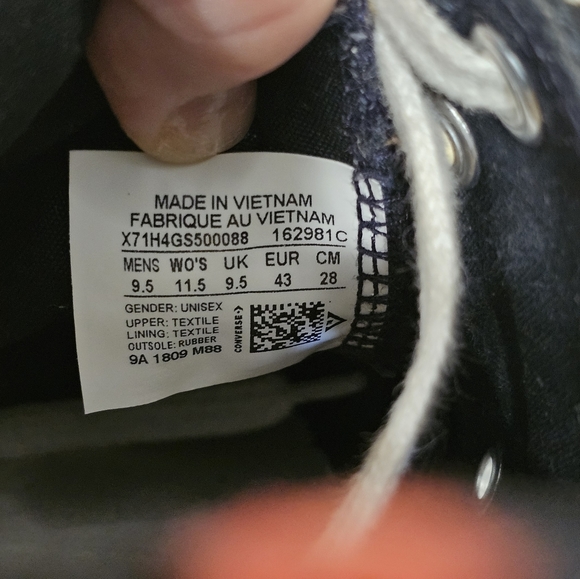 MADE IN VIETNAM
FABRIQUE AU VIETNAM
X71H4GS500088 162981C
MENS WO'S UK EUR CM
9.5 11.5 9.5 43 28
GENDER: UNISEX
UPPER: TEXTILE
LINING: TEXTILE
OUTSOLE: RUBBER
9A 1809 M88
CONVERSE